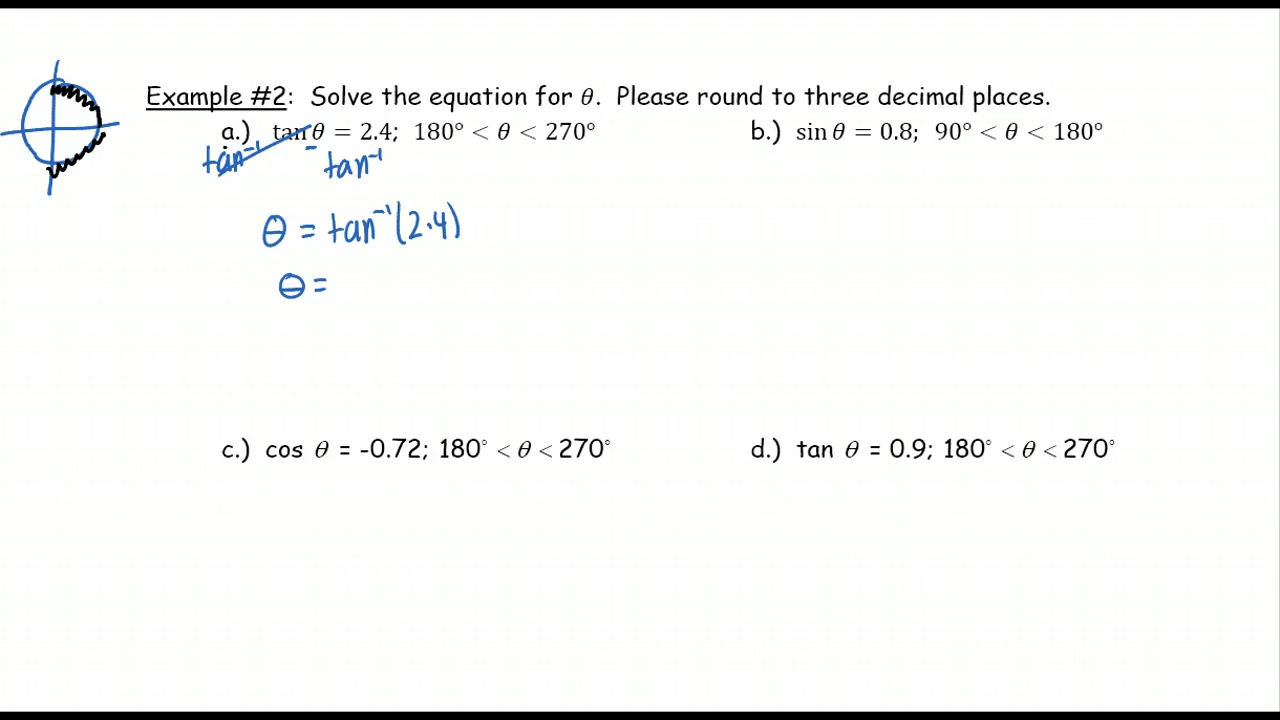 Example #2: Solve the equation for θ. Please round to three decimal places.
a.) tan θ = 2.4; 180° < θ < 270°
b.) sin θ = 0.8; 90° < θ < 180°
tan⁻¹ = tan⁻¹
θ = tan⁻¹(2.4)
θ =
c.) cos θ = -0.72; 180° < θ < 270°
d.) tan θ = 0.9; 180° < θ < 270°